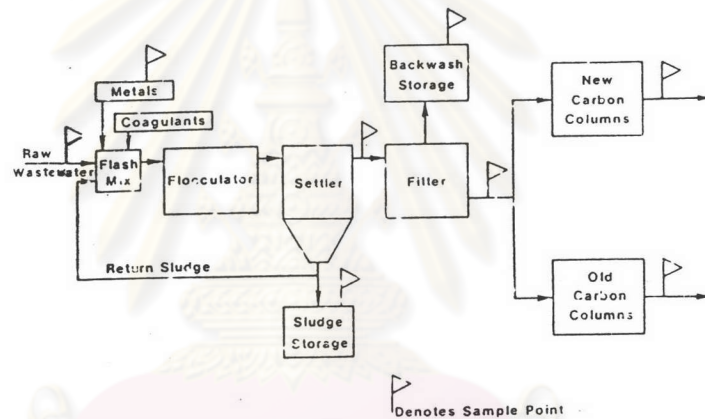 Metals
Coagulants
Raw
Wastewater
Flash
Mix
Flocculator
Settler
Filter
Backwash
Storage
New
Carbon
Columns
Return Sludge
Sludge
Storage
Old
Carbon
Columns
Denotes Sample Point